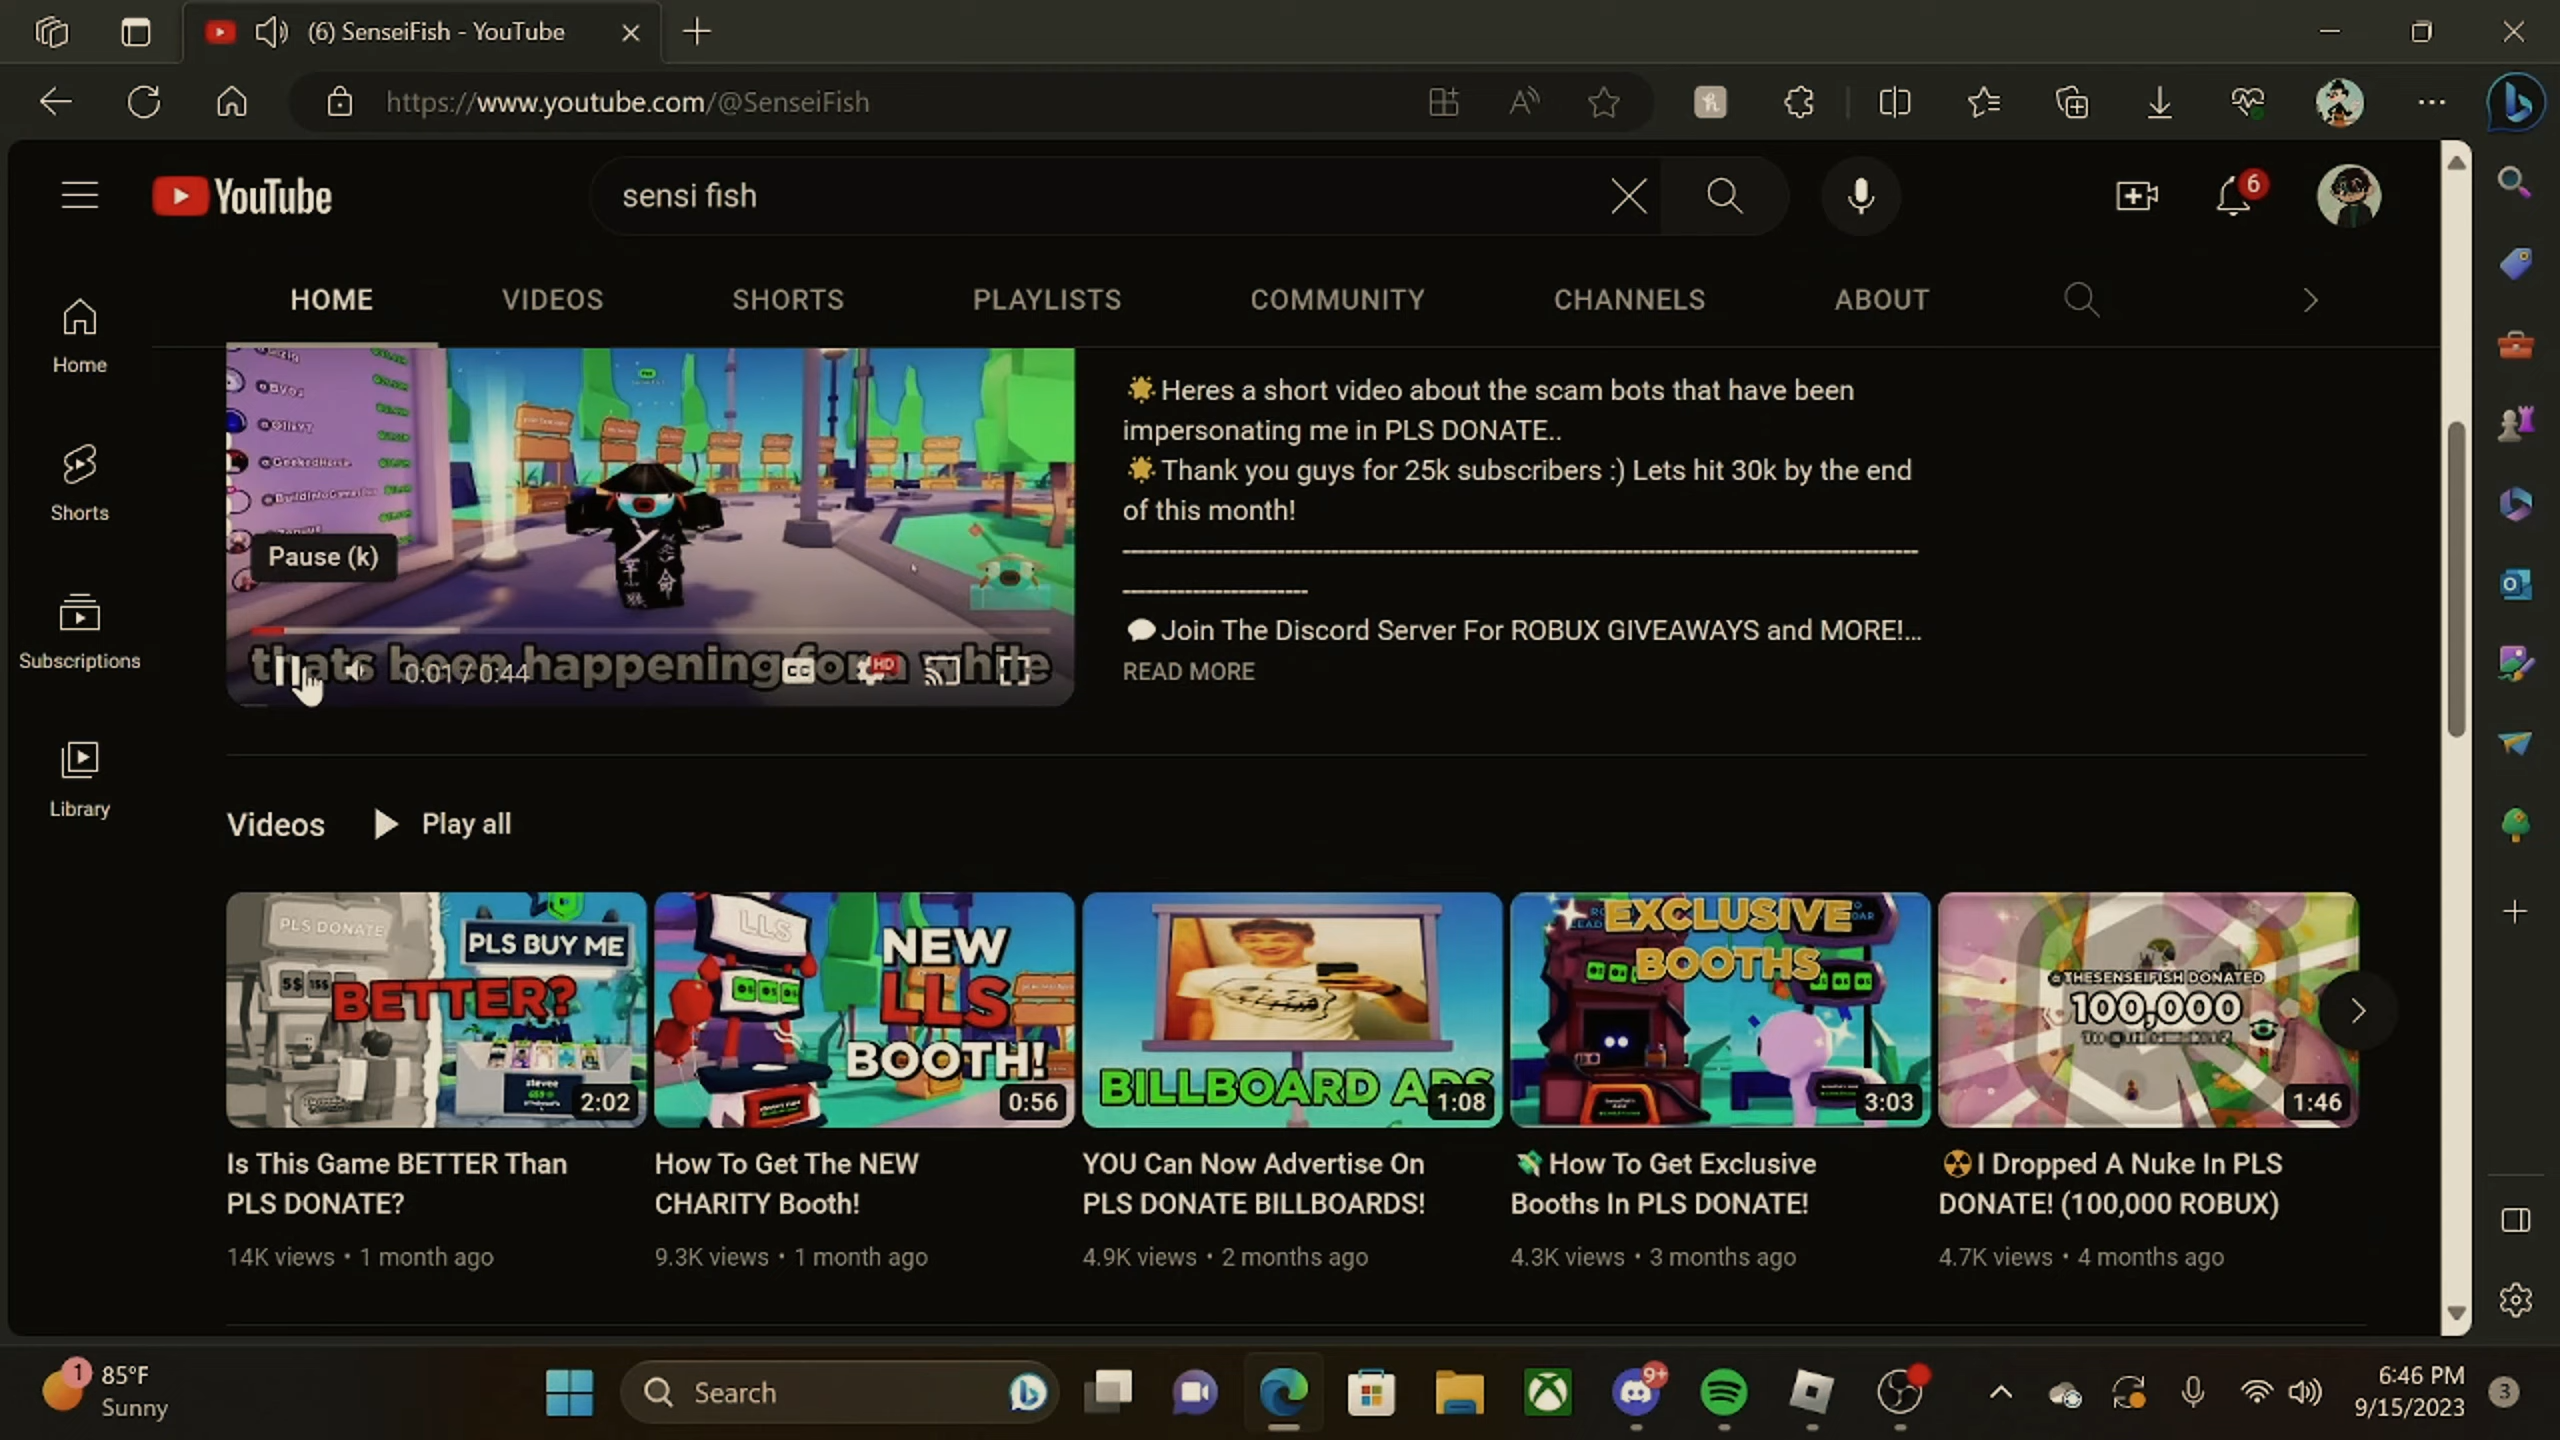 (6) SenseiFish - YouTube
https://www.youtube.com/@SenseiFish
YouTube
sensi fish
6
HOME VIDEOS SHORTS PLAYLISTS COMMUNITY CHANNELS ABOUT
Home
Shorts
Subscriptions
Library
Pause (k)
thats been happening for a while
0:01 / 0:44
CC
HD
🌟Heres a short video about the scam bots that have been
impersonating me in PLS DONATE..
🌟Thank you guys for 25k subscribers :) Lets hit 30k by the end
of this month!
💬Join The Discord Server For ROBUX GIVEAWAYS and MORE!...
READ MORE
Videos Play all
PLS DONATE
PLS BUY ME
BETTER?
2:02
LLS
NEW
LLS
BOOTH!
0:56
BILLBOARD ADS
1:08
EXCLUSIVE
BOOTHS
3:03
@THESENSEIFISH DONATED
100,000
1:46
Is This Game BETTER Than
PLS DONATE?
14K views • 1 month ago
How To Get The NEW
CHARITY Booth!
9.3K views • 1 month ago
YOU Can Now Advertise On
PLS DONATE BILLBOARDS!
4.9K views • 2 months ago
💸How To Get Exclusive
Booths In PLS DONATE!
4.3K views • 3 months ago
☢️I Dropped A Nuke In PLS
DONATE! (100,000 ROBUX)
4.7K views • 4 months ago
1
85°F
Sunny
Search
9+
6:46 PM
9/15/2023
3